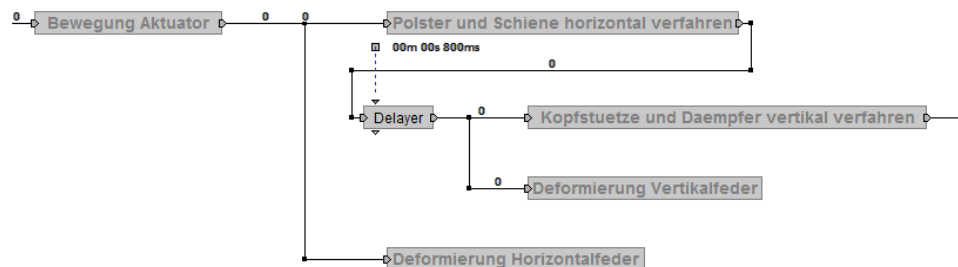 0 Bewegung Aktuator 0 0 Polster und Schiene horizontal verfahren
00m 00s 800ms
0
Delayer 0 Kopfstuetze und Daempfer vertikal verfahren
0 Deformierung Vertikalfeder
Deformierung Horizontalfeder